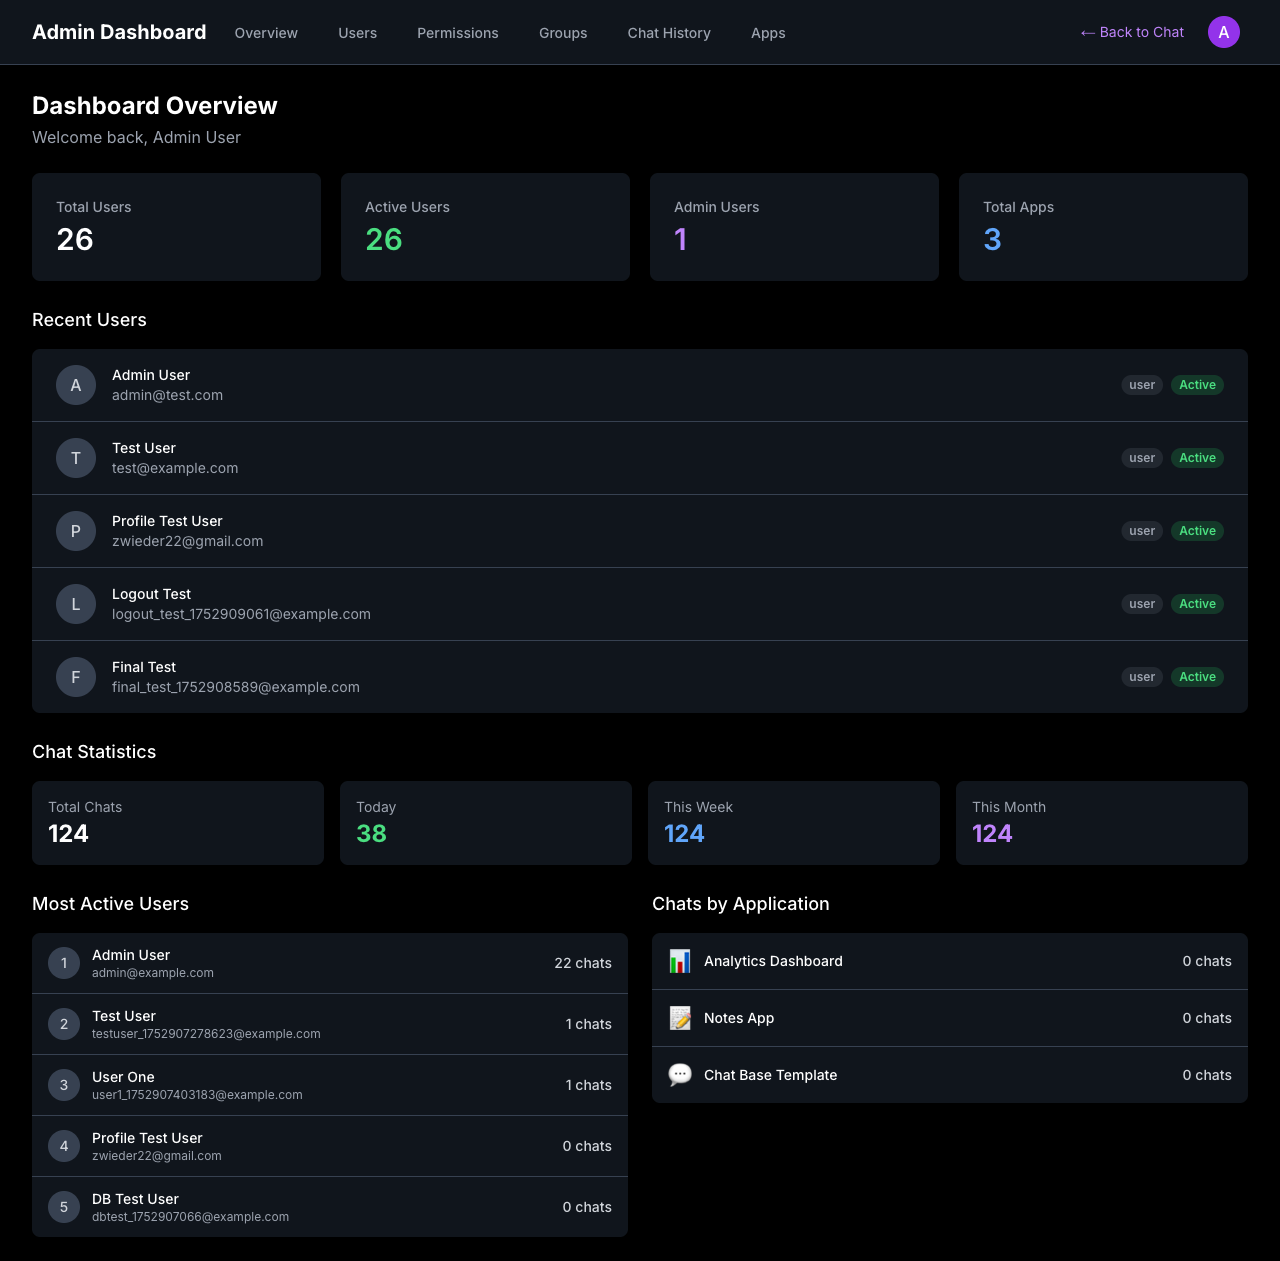 Admin Dashboard Overview Users Permissions Groups Chat History Apps ← Back to Chat A
Dashboard Overview
Welcome back, Admin User
Total Users
26
Active Users
26
Admin Users
1
Total Apps
3
Recent Users
A
Admin User
admin@test.com
user Active
T
Test User
test@example.com
user Active
P
Profile Test User
zwieder22@gmail.com
user Active
L
Logout Test
logout_test_1752909061@example.com
user Active
F
Final Test
final_test_1752908589@example.com
user Active
Chat Statistics
Total Chats
124
Today
38
This Week
124
This Month
124
Most Active Users
1
Admin User
admin@example.com
22 chats
2
Test User
testuser_1752907278623@example.com
1 chats
3
User One
user1_1752907403183@example.com
1 chats
4
Profile Test User
zwieder22@gmail.com
0 chats
5
DB Test User
dbtest_1752907066@example.com
0 chats
Chats by Application
Analytics Dashboard 0 chats
Notes App 0 chats
Chat Base Template 0 chats